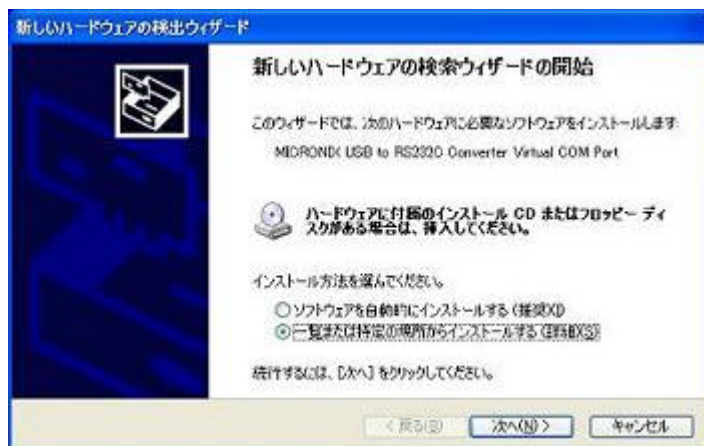 新しいハードウェアの検出ウィザード
新しいハードウェアの検索ウィザードの開始
このウィザードでは、次のハードウェアに必要なソフトウェアをインストールします:
MICRONIX USB to RS232C Converter Virtual COM Port
ハードウェアに付属のインストール CD またはフロッピー ディ
スクがある場合は、挿入してください。
インストール方法を選んでください。
ソフトウェアを自動的にインストールする (推奨)(I)
一覧または特定の場所からインストールする (詳細)(S)
続行するには、[次へ] をクリックしてください。
< 戻る(B) 次へ(N) > キャンセル